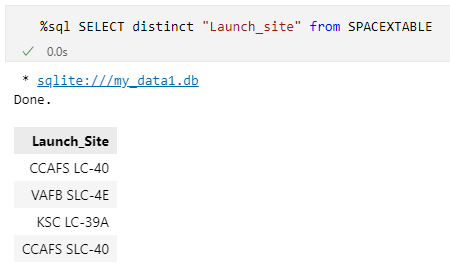 %sql SELECT distinct "Launch_site" from SPACEXTABLE
0.0s
* sqlite:///my_data1.db
Done.
Launch_Site
CCAFS LC-40
VAFB SLC-4E
KSC LC-39A
CCAFS SLC-40